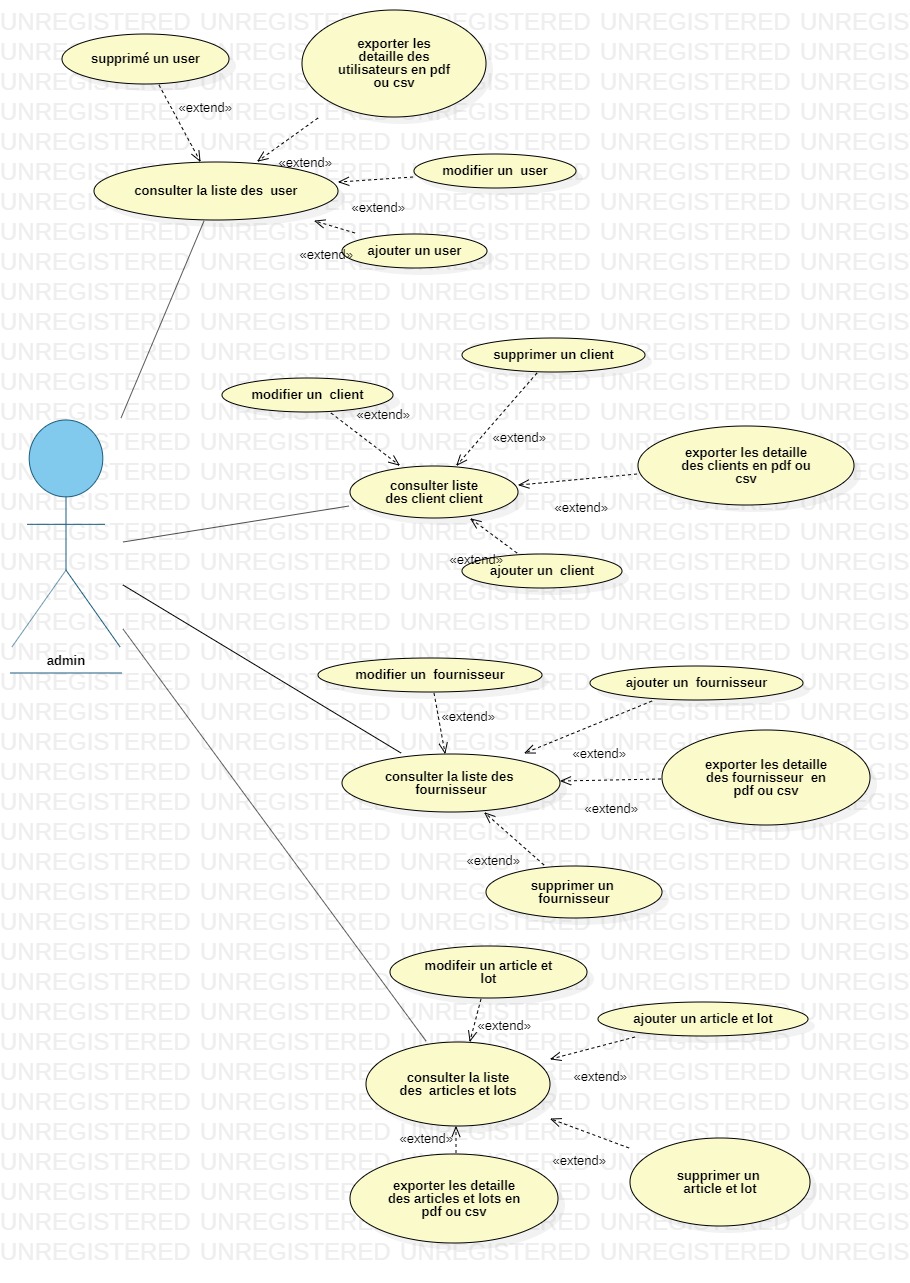 supprimé un user
exporter les
detaille des
utilisateurs en pdf
ou csv
«extend»
«extend»
consulter la liste des  user
modifier un  user
«extend»
ajouter un user
«extend»
supprimer un client
modifier un  client
«extend»
«extend»
consulter liste
des client client
exporter les detaille
des clients en pdf ou
csv
«extend»
«extend»
ajouter un  client
admin
modifier un  fournisseur
ajouter un  fournisseur
«extend»
«extend»
consulter la liste des
fournisseur
exporter les detaille
des fournisseur  en
pdf ou csv
«extend»
«extend»
supprimer un
fournisseur
modifeir un article et
lot
«extend»
ajouter un article et lot
consulter la liste
des  articles et lots
«extend»
«extend»
«extend»
supprimer un
article et lot
exporter les detaille
des articles et lots en
pdf ou csv
UNREGISTERED UNREGISTERED UNREGISTERED UNREGISTERED UNREGIS